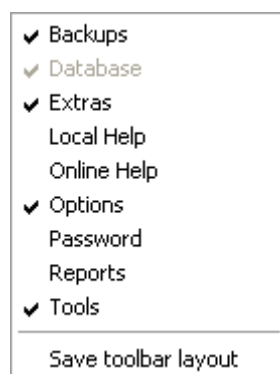 Backups
Database
Extras
Local Help
Online Help
Options
Password
Reports
Tools
Save toolbar layout